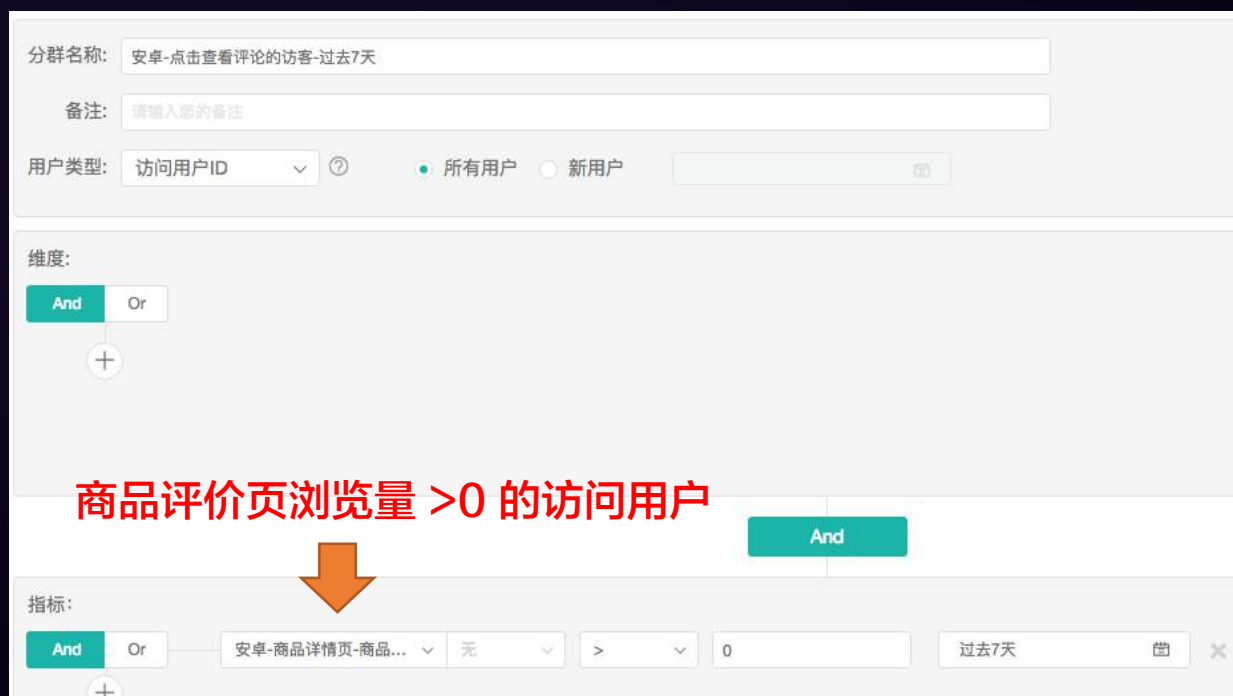 分群名称: 安卓-点击查看评论的访客-过去7天
备注: 请输入您的备注
用户类型: 访问用户ID 所有用户 新用户
维度:
And Or
商品评价页浏览量 >0 的访问用户
And
指标:
And Or 安卓-商品详情页-商品... 无 > 0 过去7天